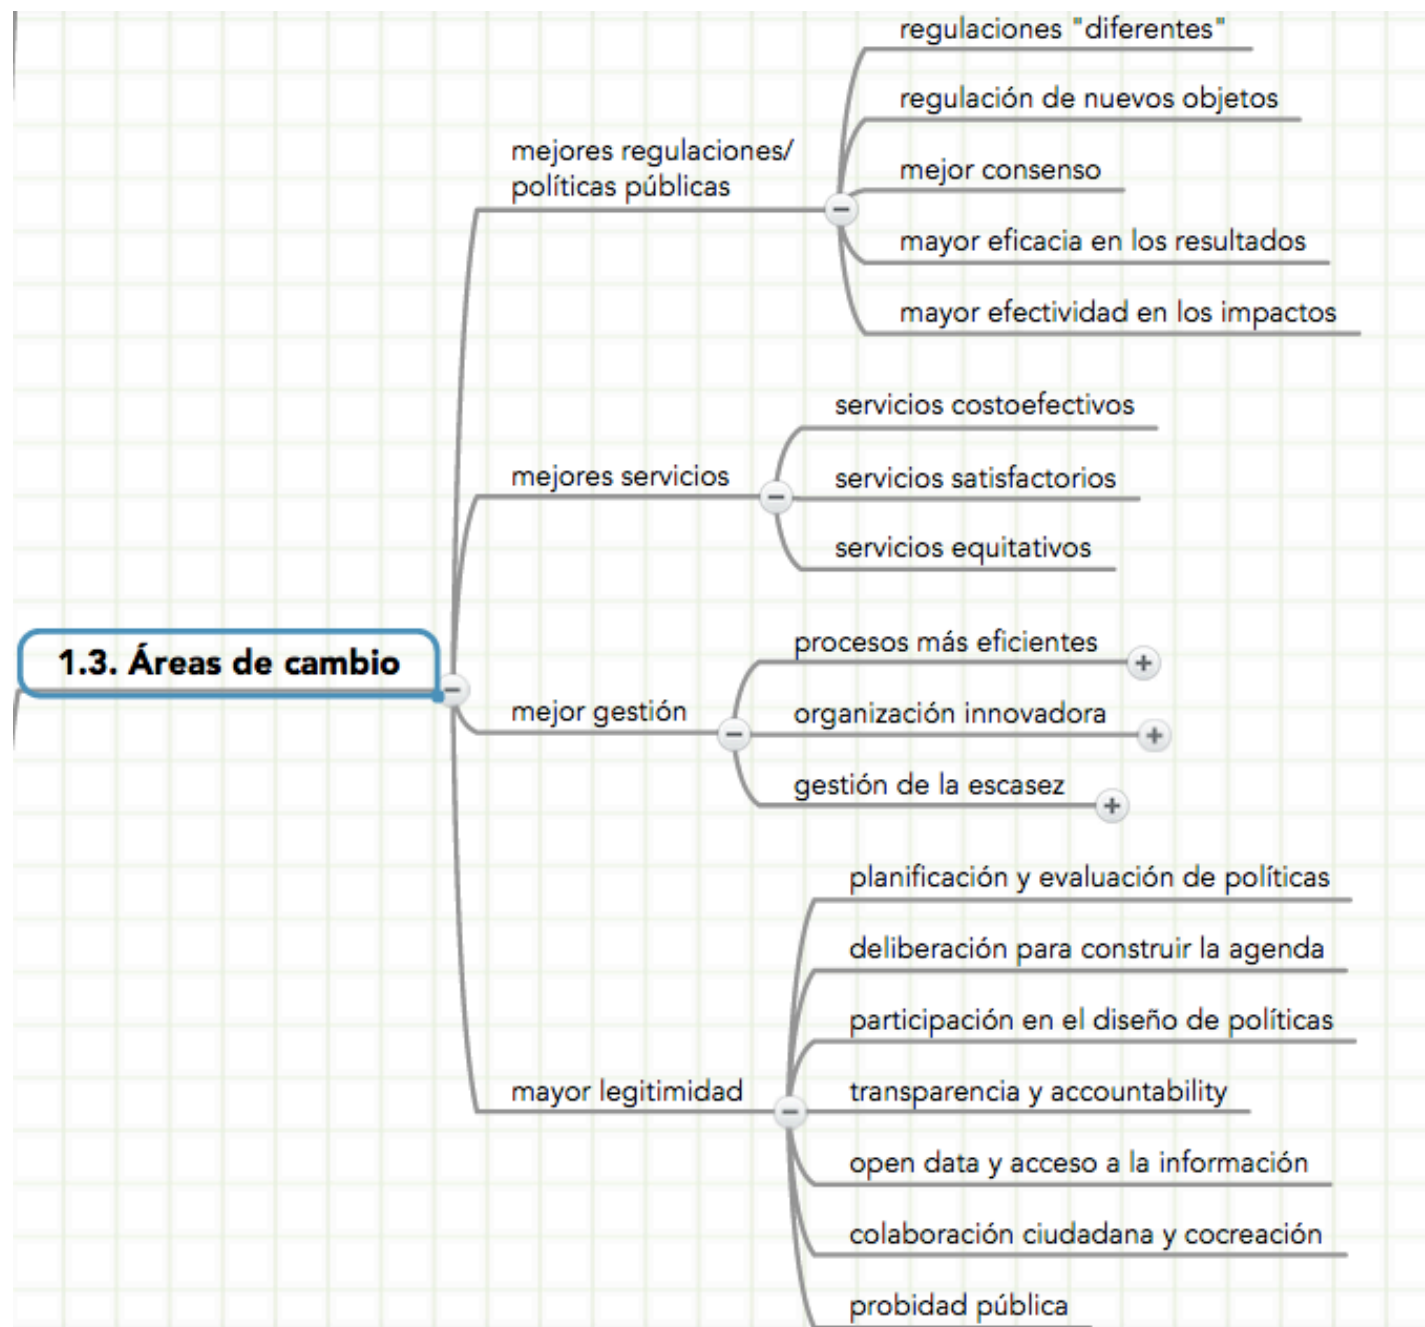 1.3. Áreas de cambio
mejores regulaciones/
políticas públicas
regulaciones "diferentes"
regulación de nuevos objetos
mejor consenso
mayor eficacia en los resultados
mayor efectividad en los impactos
mejores servicios
servicios costoefectivos
servicios satisfactorios
servicios equitativos
mejor gestión
procesos más eficientes
organización innovadora
gestión de la escasez
mayor legitimidad
planificación y evaluación de políticas
deliberación para construir la agenda
participación en el diseño de políticas
transparencia y accountability
open data y acceso a la información
colaboración ciudadana y cocreación
probidad pública